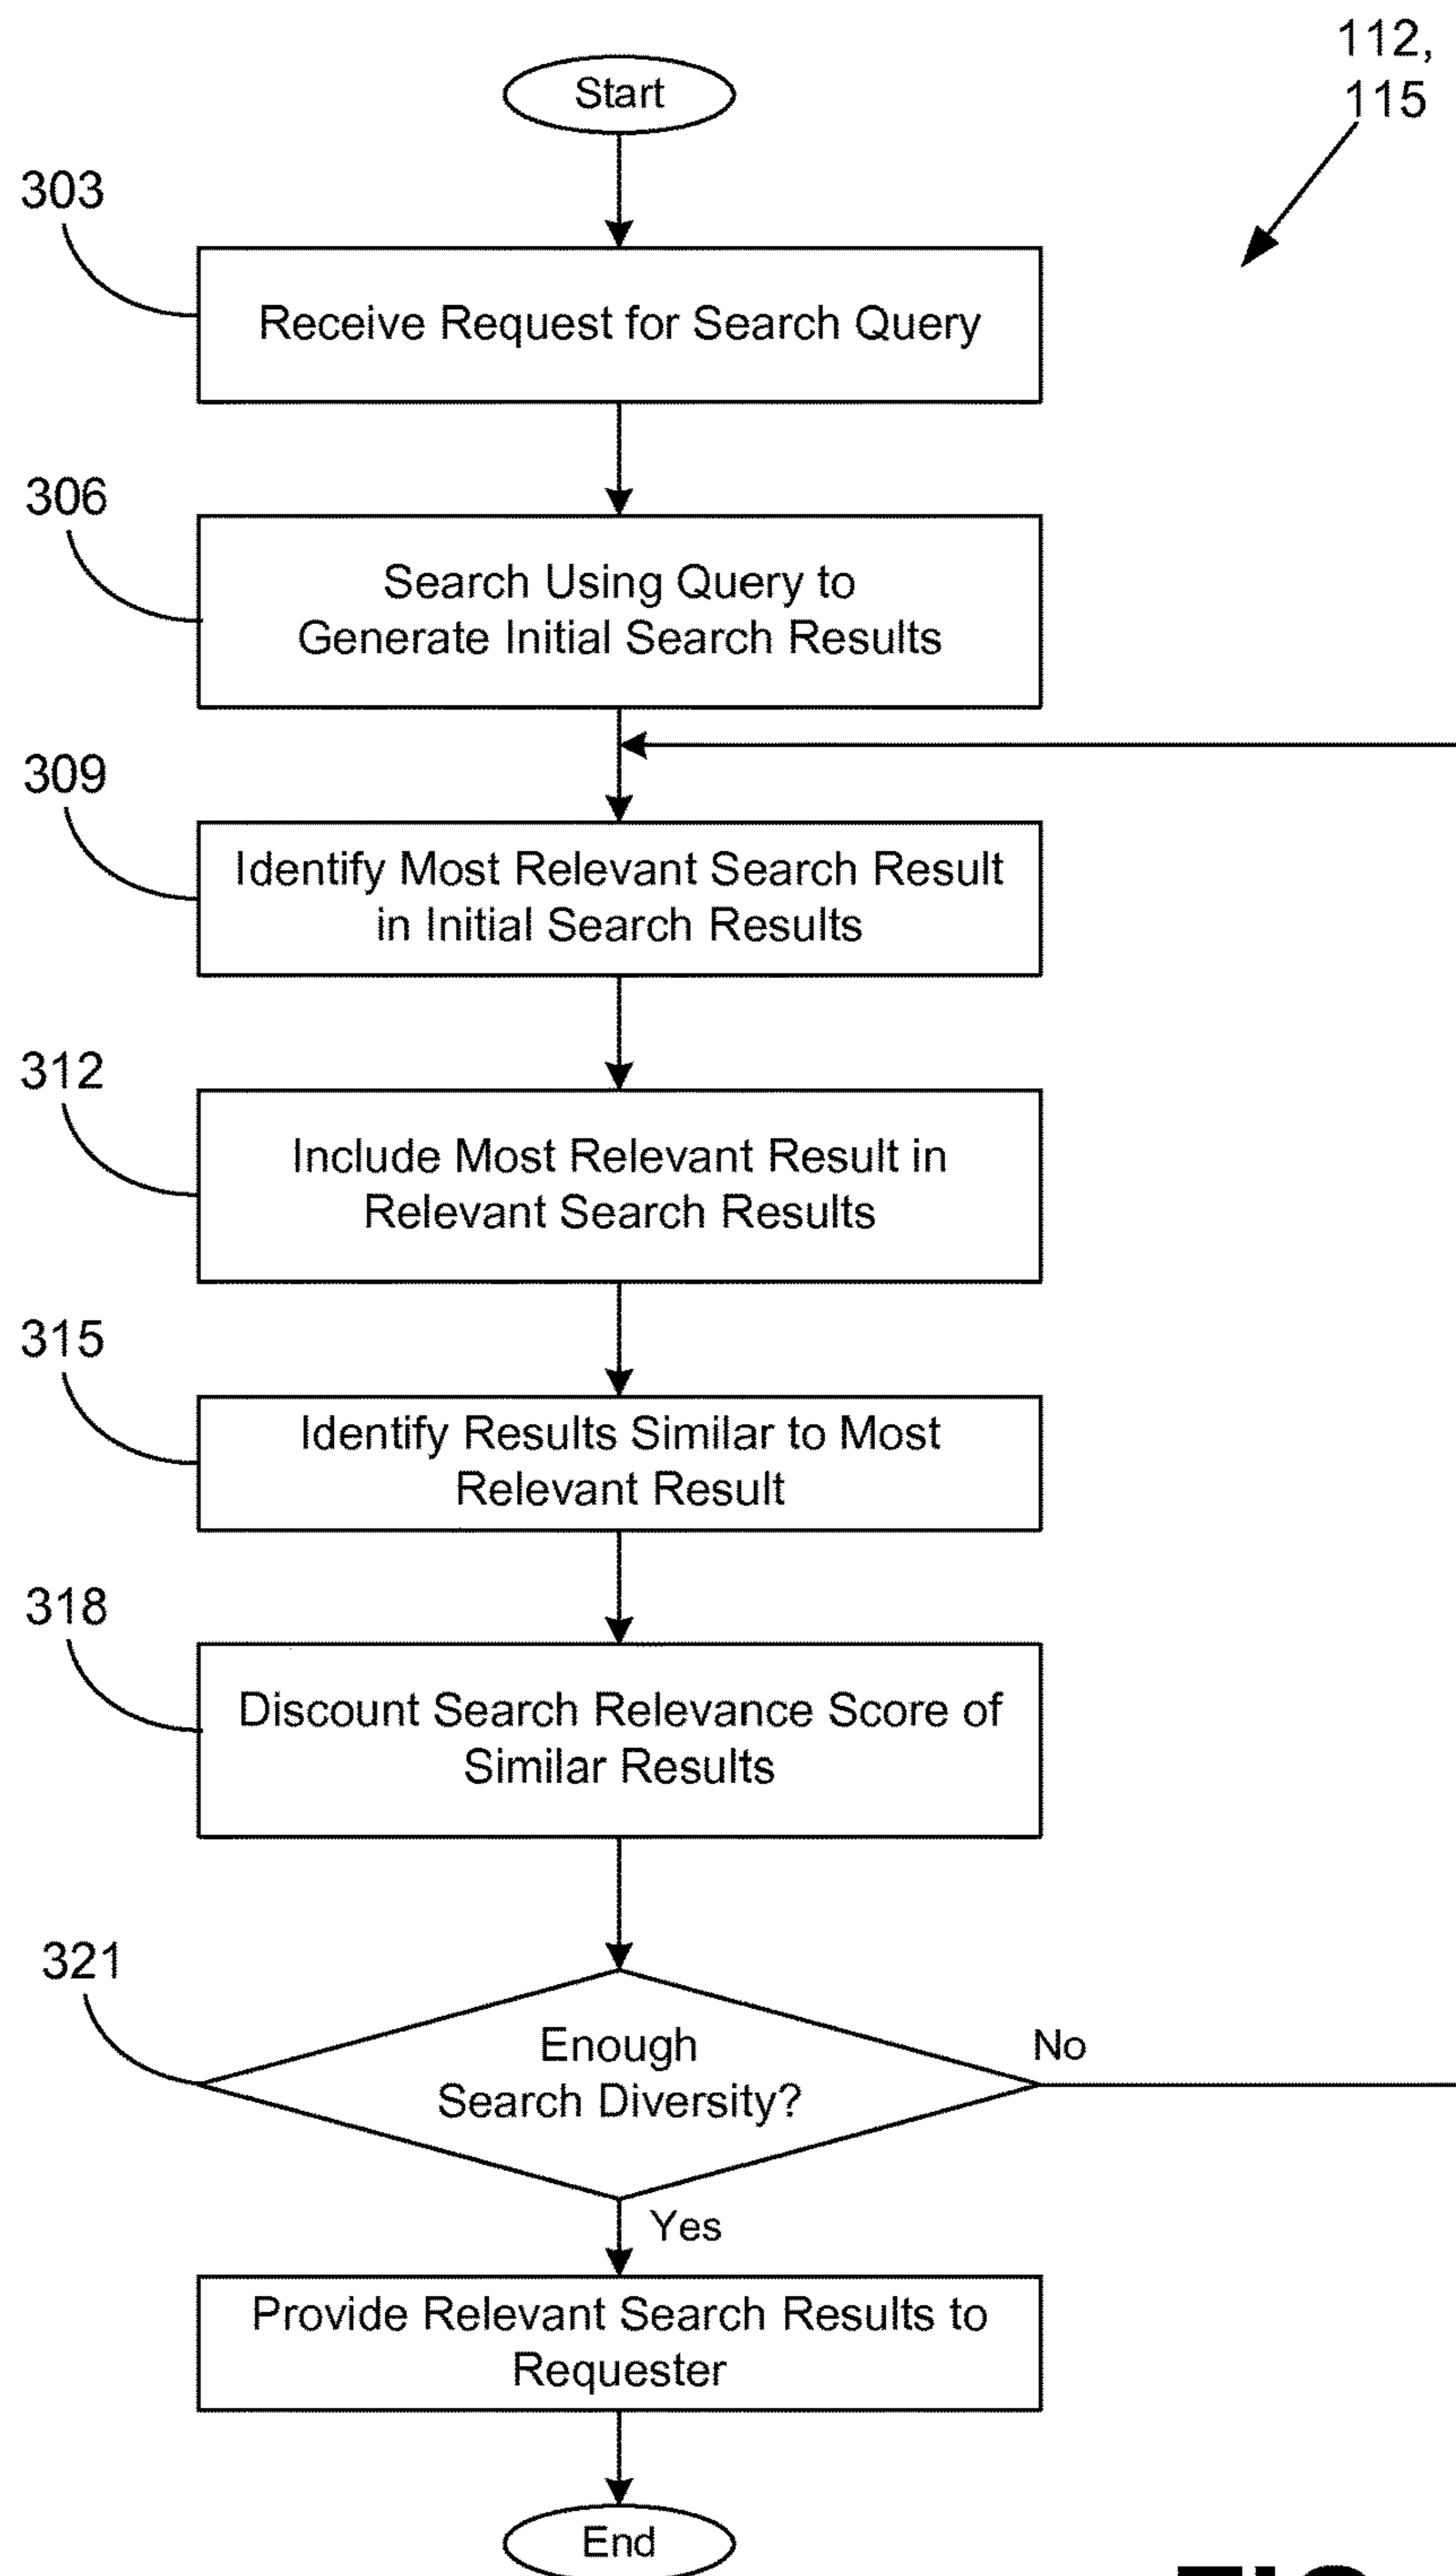 112,
115
Start
303
Receive Request for Search Query
306
Search Using Query to
Generate Initial Search Results
309
Identify Most Relevant Search Result
in Initial Search Results
312
Include Most Relevant Result in
Relevant Search Results
315
Identify Results Similar to Most
Relevant Result
318
Discount Search Relevance Score of
Similar Results
321
Enough
Search Diversity?
No
Yes
Provide Relevant Search Results to
Requester
End